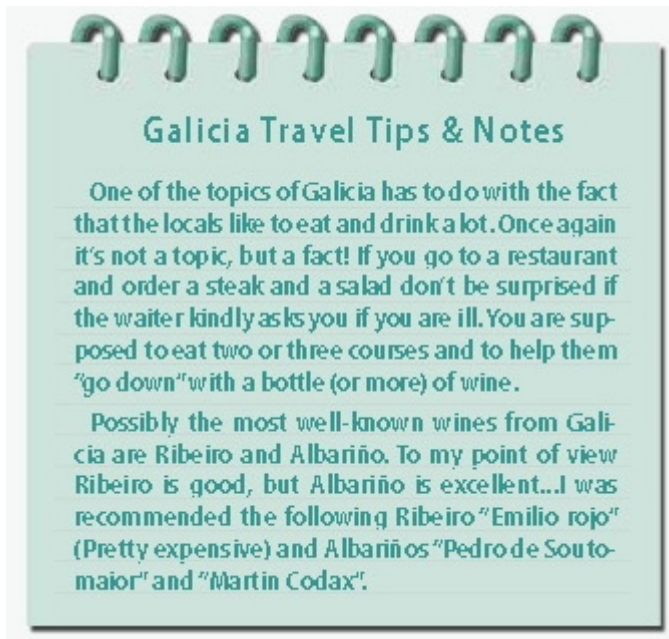 Galicia Travel Tips & Notes
One of the topics of Galicia has to do with the fact
that the locals like to eat and drink a lot. Once again
it's not a topic, but a fact! If you go to a restaurant
and order a steak and a salad don't be surprised if
the waiter kindly asks you if you are ill. You are sup-
posed to eat two or three courses and to help them
"go down" with a bottle (or more) of wine.
Possibly the most well-known wines from Gali-
cia are Ribeiro and Albariño. To my point of view
Ribeiro is good, but Albariño is excellent...I was
recommended the following Ribeiro "Emilio rojo"
(Pretty expensive) and Albariños "Pedro de Souto-
maior" and "Martin Codax".